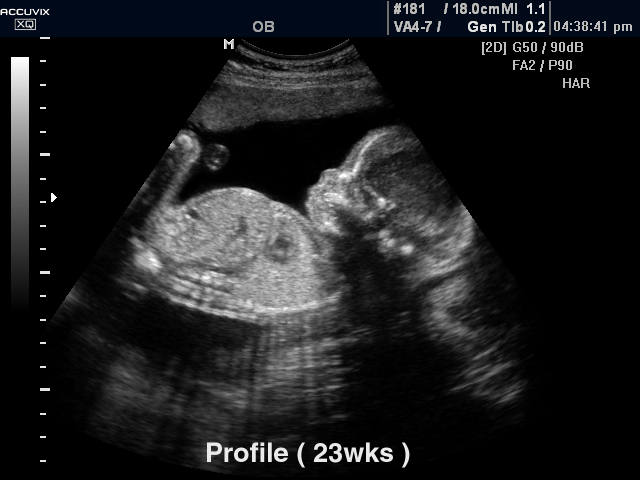 ACCUVIX
XQ
OB
#181 / 18.0cm MI 1.1
VA4-7 / Gen TIb 0.2
04:38:41 pm
[2D] G50 / 90dB
FA2 / P90
HAR
M
Profile ( 23wks )